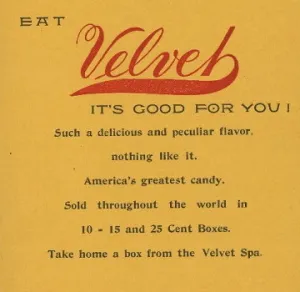 EAT
Velvet
IT'S GOOD FOR YOU!
Such a delicious and peculiar flavor,
nothing like it.
America's greatest candy.
Sold throughout the world in
10 - 15 and 25 Cent Boxes.
Take home a box from the Velvet Spa.